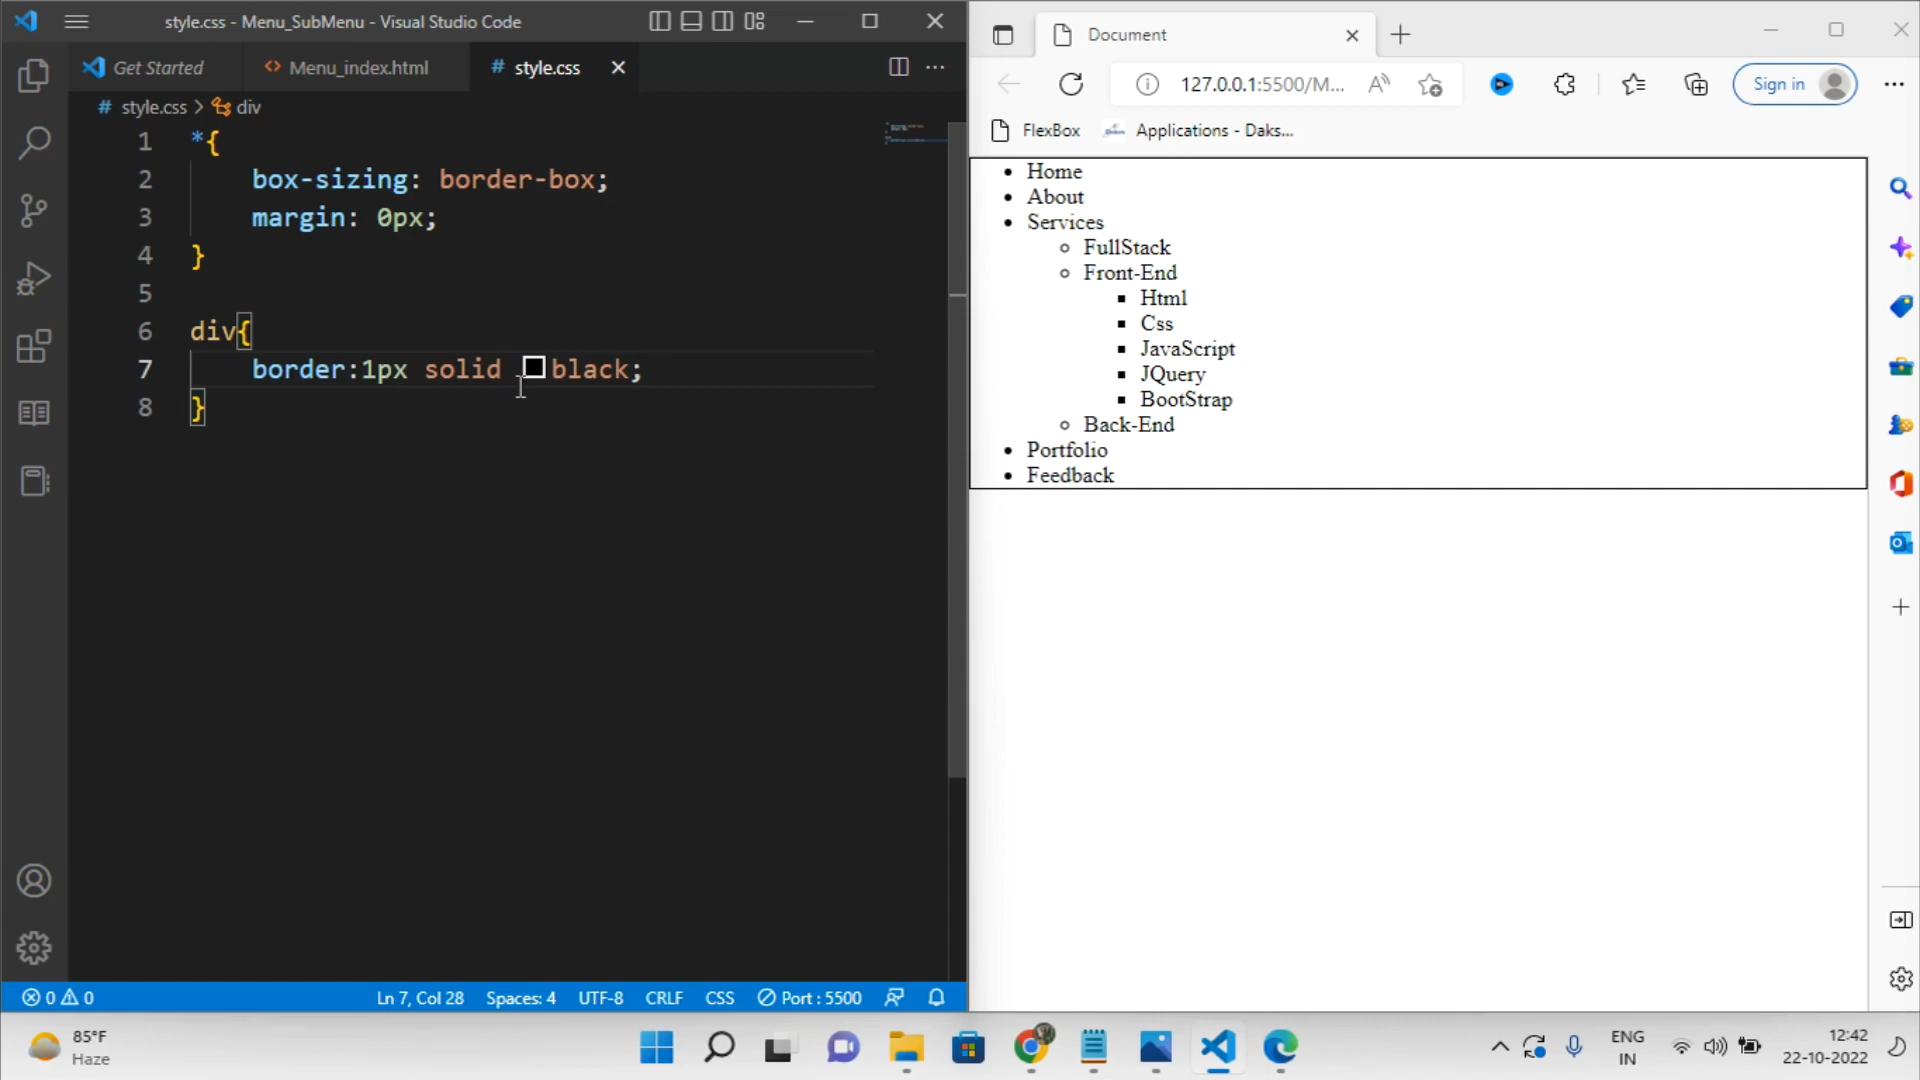 style.css - Menu_SubMenu - Visual Studio Code
Get Started
Menu_index.html
# style.css
# style.css > div
1 *{
2 box-sizing: border-box;
3 margin: 0px;
4 }
5
6 div{
7 border:1px solid black;
8 }
0 0
Ln 7, Col 28
Spaces: 4
UTF-8
CRLF
CSS
Port : 5500
Document
127.0.0.1:5500/M...
Sign in
FlexBox
Applications - Daks...
Home
About
Services
FullStack
Front-End
Html
Css
JavaScript
JQuery
BootStrap
Back-End
Portfolio
Feedback
85°F
Haze
ENG
IN
12:42
22-10-2022